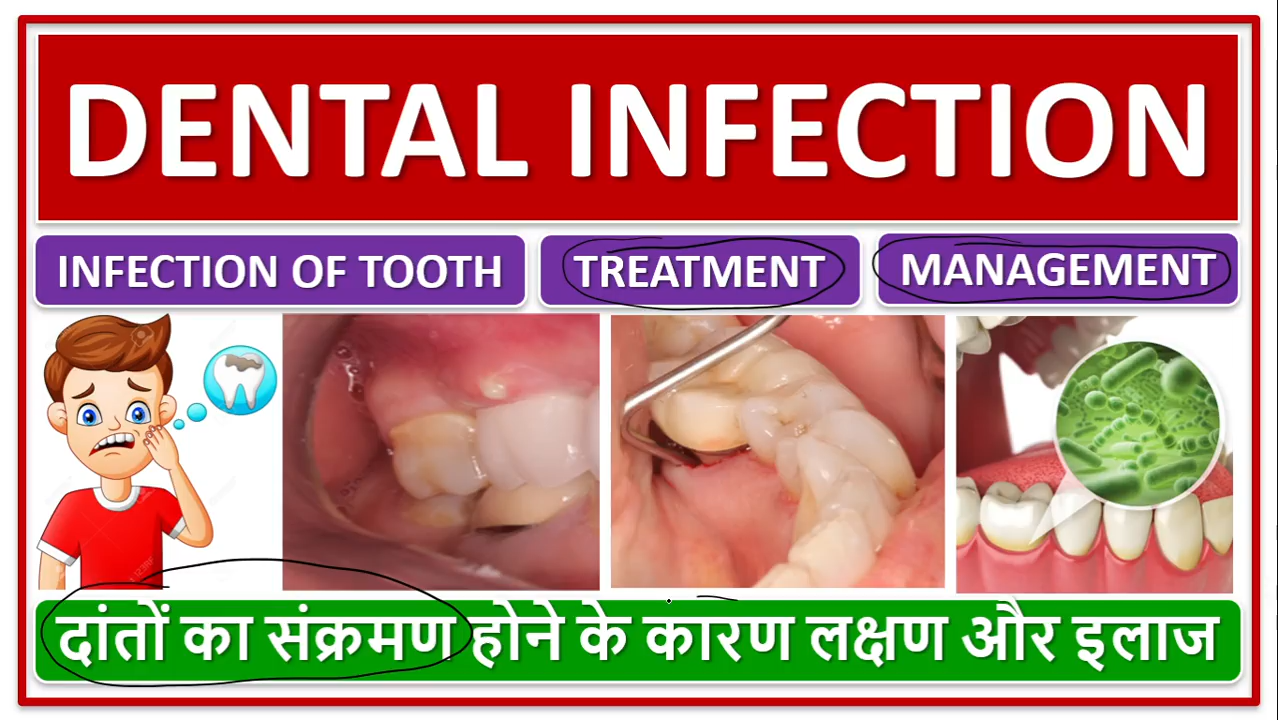 DENTAL INFECTION
INFECTION OF TOOTH TREATMENT MANAGEMENT
दांतों का संक्रमण होने के कारण लक्षण और इलाज